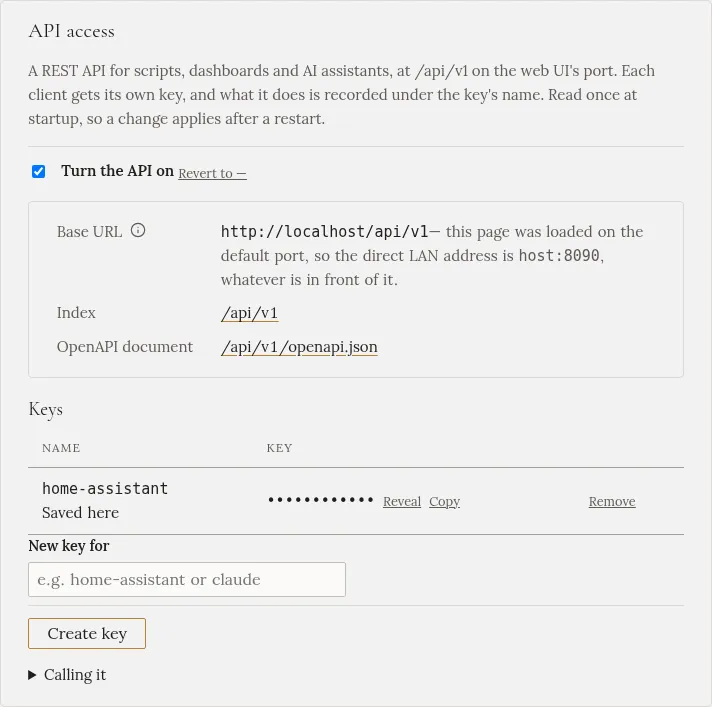 API access
A REST API for scripts, dashboards and AI assistants, at /api/v1 on the web UI's port. Each
client gets its own key, and what it does is recorded under the key's name. Read once at
startup, so a change applies after a restart.
Turn the API on Revert to —
Base URL http://localhost/api/v1— this page was loaded on the
default port, so the direct LAN address is host:8090,
whatever is in front of it.
Index /api/v1
OpenAPI document /api/v1/openapi.json
Keys
NAME KEY
home-assistant
Saved here
•••••••••••• Reveal Copy Remove
New key for
e.g. home-assistant or claude
Create key
Calling it